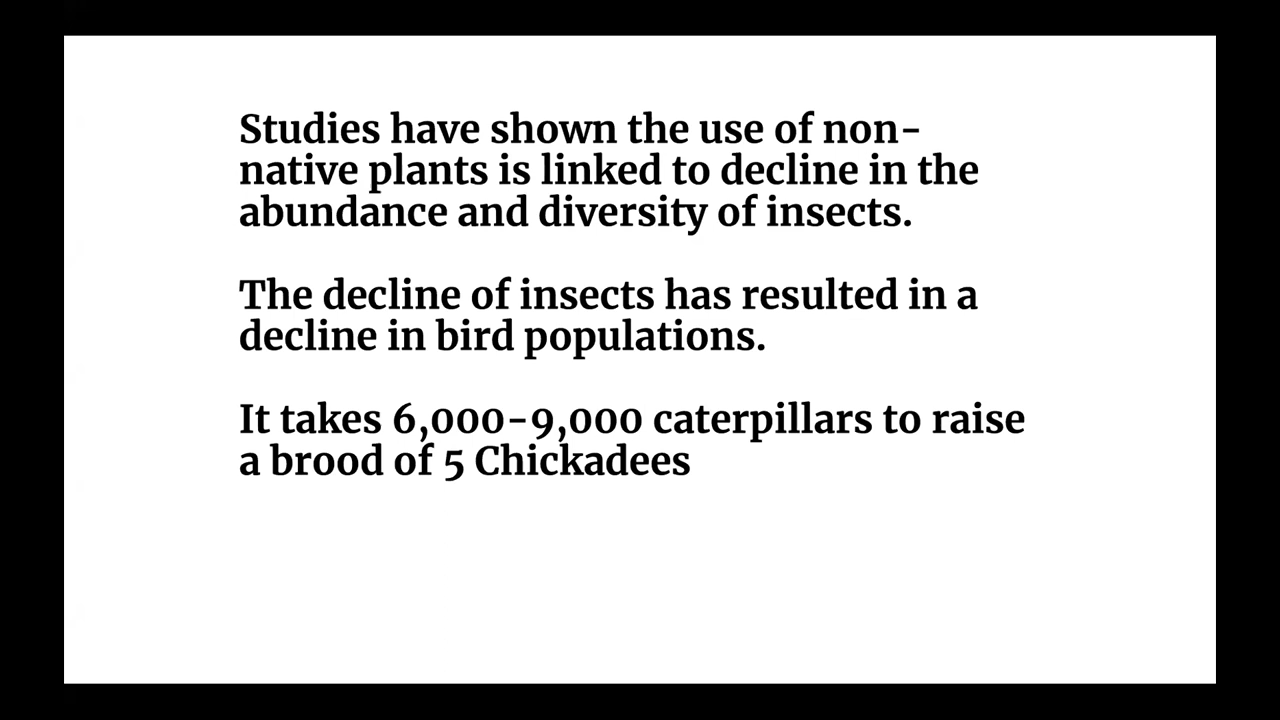 Studies have shown the use of non-
native plants is linked to decline in the
abundance and diversity of insects.
The decline of insects has resulted in a
decline in bird populations.
It takes 6,000-9,000 caterpillars to raise
a brood of 5 Chickadees